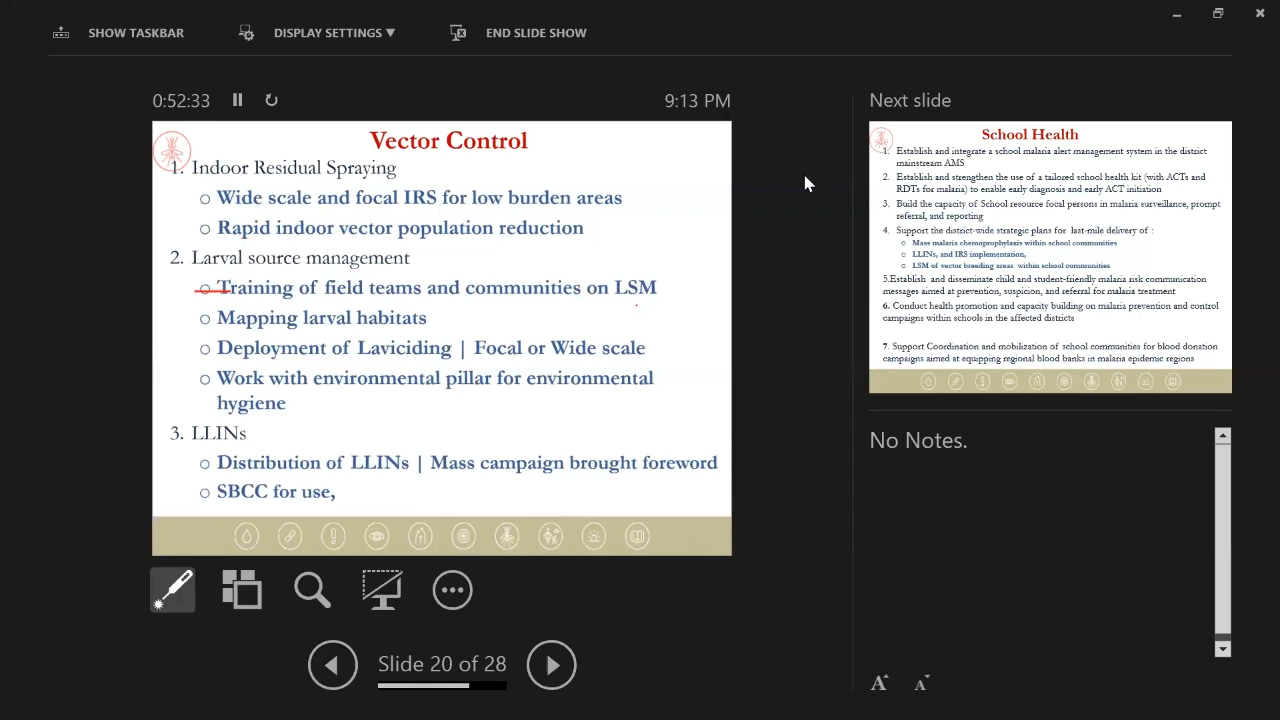 SHOW TASKBAR
DISPLAY SETTINGS ▼
END SLIDE SHOW
0:52:33
9:13 PM
Vector Control
1. Indoor Residual Spraying
o Wide scale and focal IRS for low burden areas
o Rapid indoor vector population reduction
2. Larval source management
o Training of field teams and communities on LSM
o Mapping larval habitats
o Deployment of Laviciding | Focal or Wide scale
o Work with environmental pillar for environmental
hygiene
3. LLINs
o Distribution of LLINs | Mass campaign brought foreword
o SBCC for use,
Slide 20 of 28
Next slide
School Health
1. Establish and integrate a school malaria alert management system in the district
mainstream AMS
2. Establish and strengthen the use of a tailored school health kit (with ACTs and
RDTs for malaria) to enable early diagnosis and early ACT initiation
3. Build the capacity of School resource focal persons in malaria surveillance, prompt
referral, and reporting
4. Support the district-wide strategic plans for last-mile delivery of :
o Mass malaria chemoprophylaxis within school communities
o LLINs, and IRS implementation,
o LSM of vector breeding areas within school communities
5.Establish and disseminate child and student-friendly malaria risk communication
messages aimed at prevention, suspicion, and referral for malaria treatment
6. Conduct health promotion and capacity building on malaria prevention and control
campaigns within schools in the affected districts
7. Support Coordination and mobilization of school communities for blood donation
campaigns aimed at equipping regional blood banks in malaria epidemic regions
No Notes.
A A